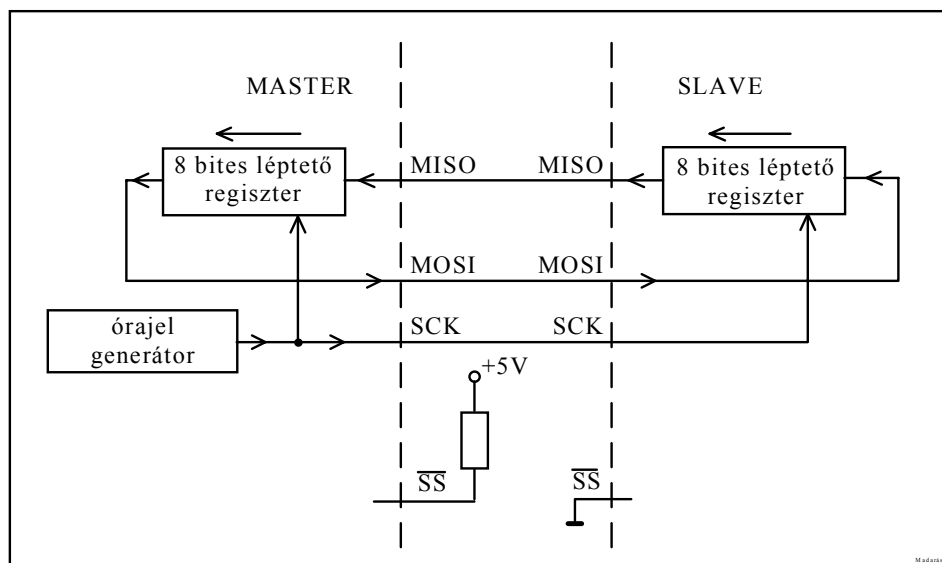 MASTER
SLAVE
8 bites léptető
regiszter
MISO
MISO
8 bites léptető
regiszter
MOSI
MOSI
órajel
generátor
SCK
SCK
+5V
SS
SS
Madarás